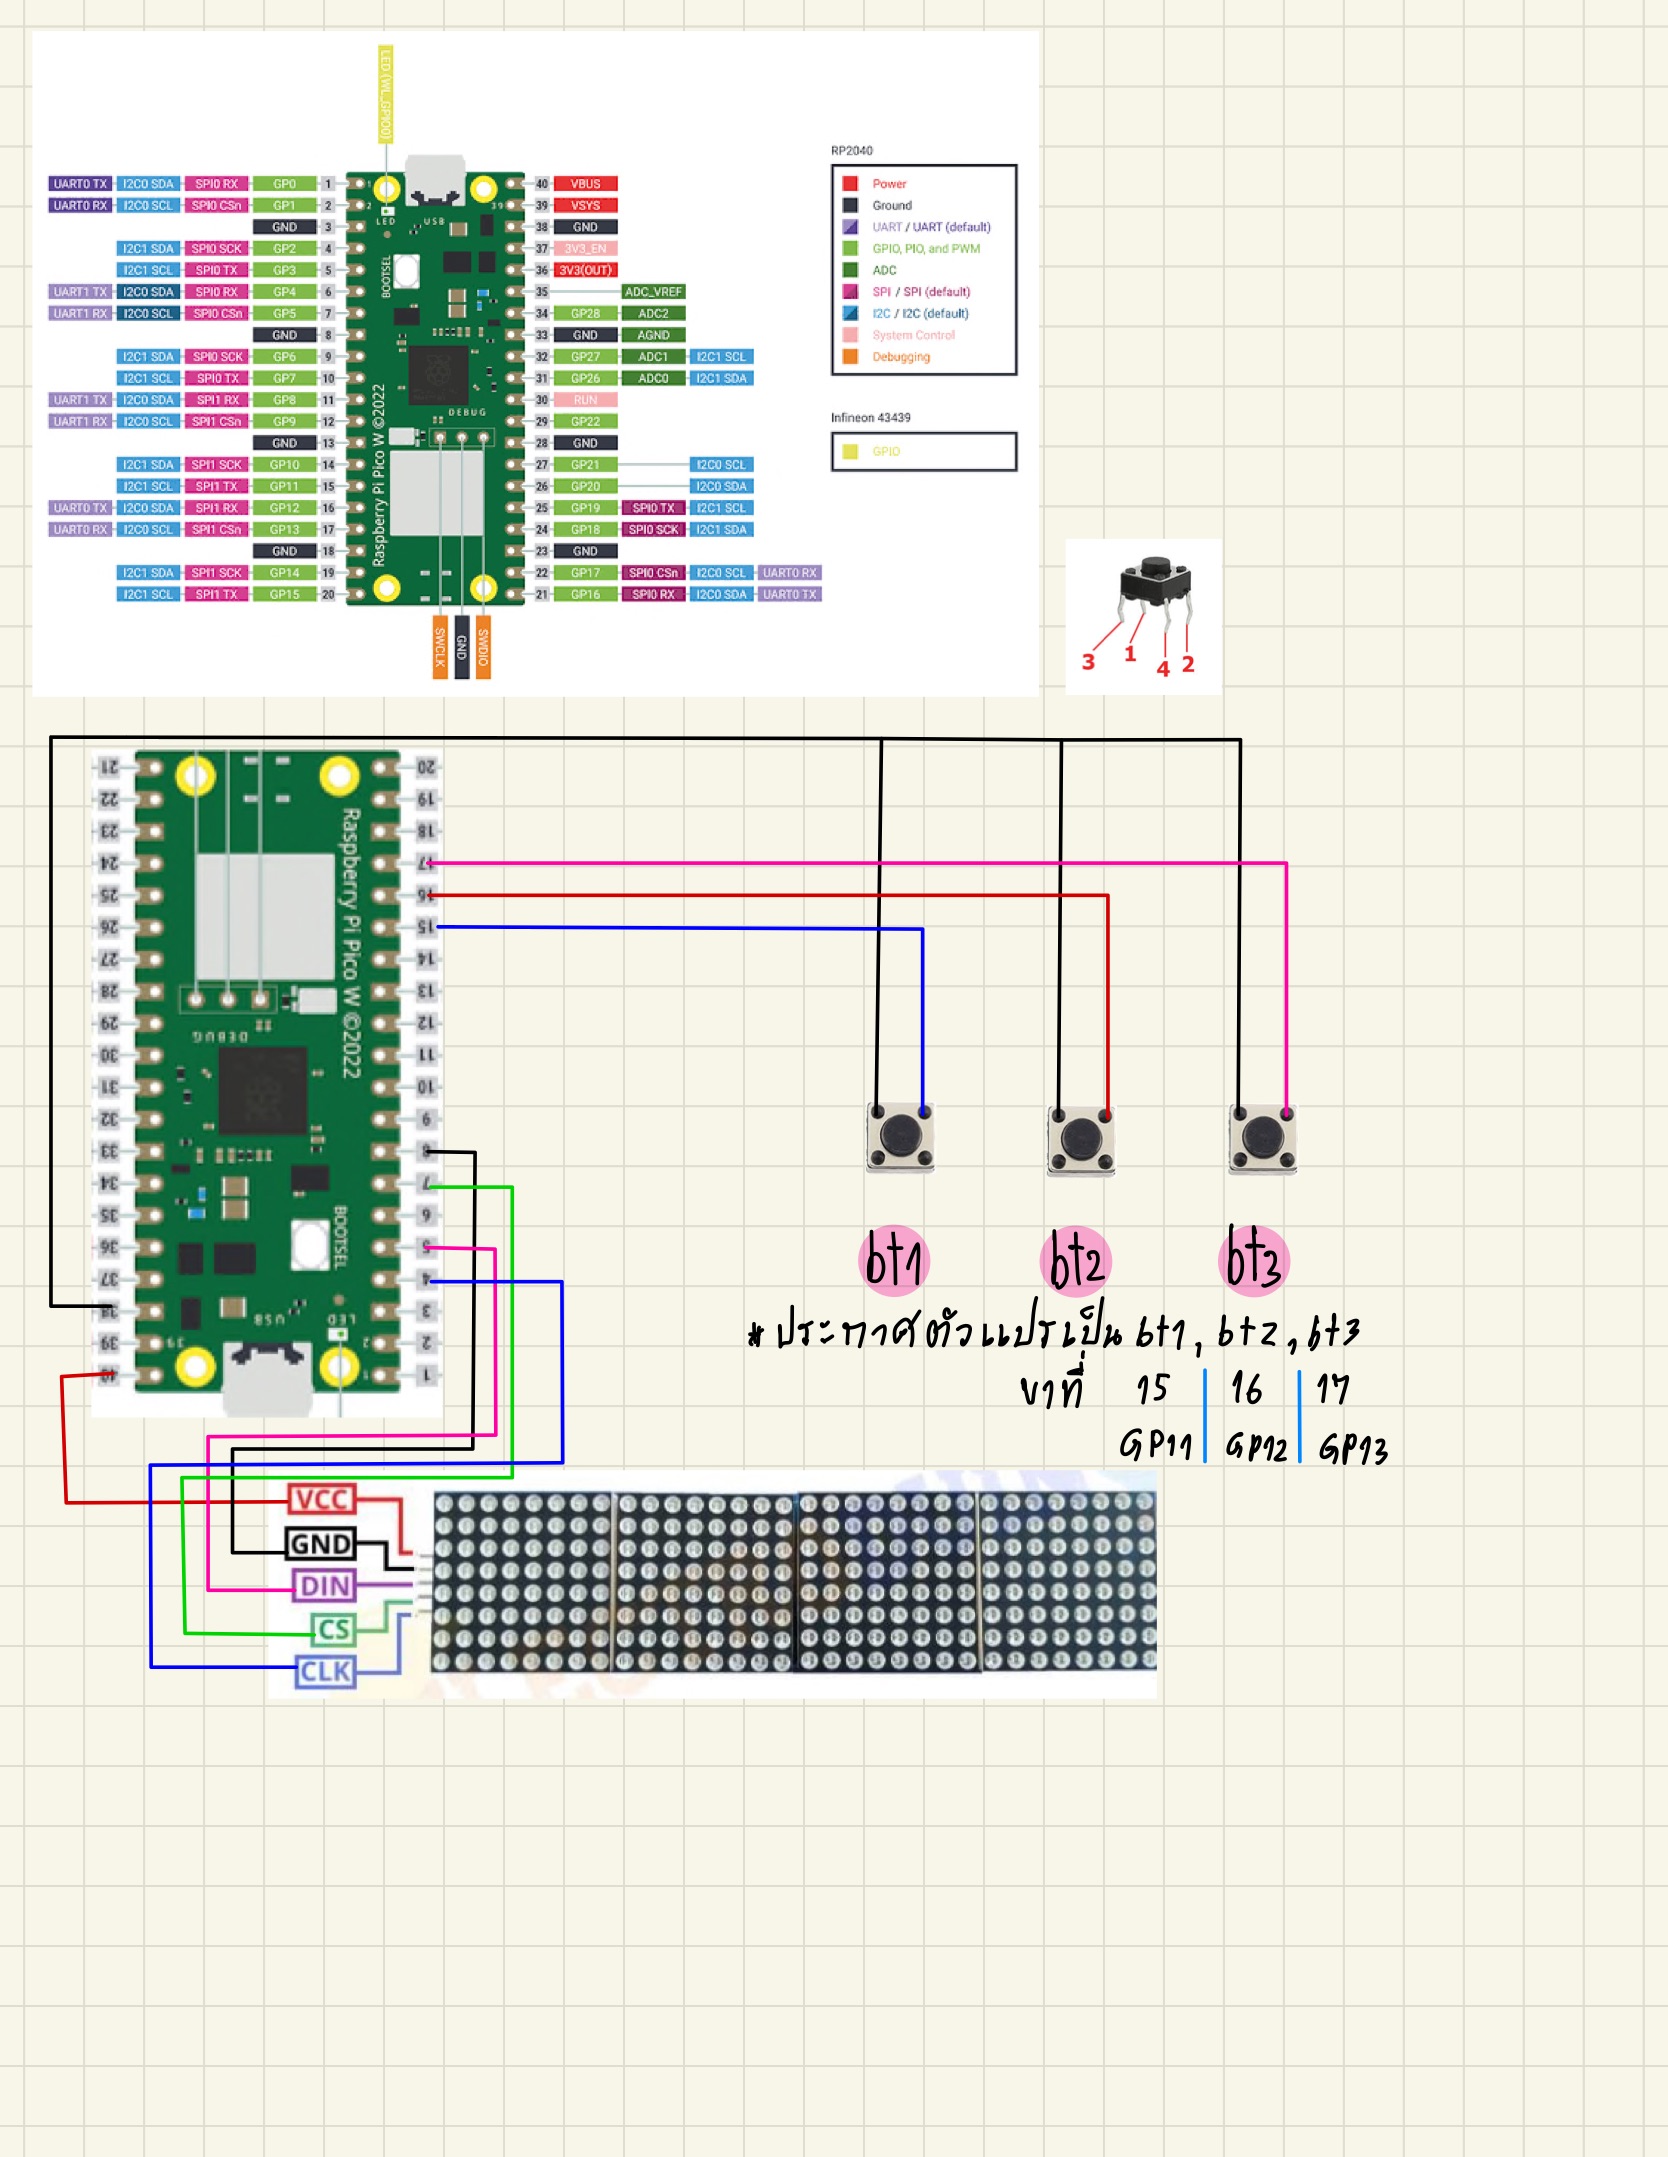 LED (WL_GPIO0)
UART0 TX I2C0 SDA SPI0 RX GP0 1
UART0 RX I2C0 SCL SPI0 CSn GP1 2
GND 3
I2C1 SDA SPI0 SCK GP2 4
I2C1 SCL SPI0 TX GP3 5
UART1 TX I2C0 SDA SPI0 RX GP4 6
UART1 RX I2C0 SCL SPI0 CSn GP5 7
GND 8
I2C1 SDA SPI0 SCK GP6 9
I2C1 SCL SPI0 TX GP7 10
UART1 TX I2C0 SDA SPI1 RX GP8 11
UART1 RX I2C0 SCL SPI1 CSn GP9 12
GND 13
I2C1 SDA SPI1 SCK GP10 14
I2C1 SCL SPI1 TX GP11 15
UART0 TX I2C0 SDA SPI1 RX GP12 16
UART0 RX I2C0 SCL SPI1 CSn GP13 17
GND 18
I2C1 SDA SPI1 SCK GP14 19
I2C1 SCL SPI1 TX GP15 20
1
2
39
LED
USB
BOOTSEL
DEBUG
Raspberry Pi Pico W ©2022
40 VBUS
39 VSYS
38 GND
37 3V3_EN
36 3V3(OUT)
35 ADC_VREF
34 GP28 ADC2
33 GND AGND
32 GP27 ADC1 I2C1 SCL
31 GP26 ADC0 I2C1 SDA
30 RUN
29 GP22
28 GND
27 GP21 I2C0 SCL
26 GP20 I2C0 SDA
25 GP19 SPI0 TX I2C1 SCL
24 GP18 SPI0 SCK I2C1 SDA
23 GND
22 GP17 SPI0 CSn I2C0 SCL UART0 RX
21 GP16 SPI0 RX I2C0 SDA UART0 TX
SWCLK
GND
SWDIO
RP2040
Power
Ground
UART / UART (default)
GPIO, PIO, and PWM
ADC
SPI / SPI (default)
I2C / I2C (default)
System Control
Debugging
Infineon 43439
GPIO
3 1 4 2
21 20
22 19
23 18
24 17
25 16
26 15
27 14
28 13
29 12
30 11
31 10
32 9
33 8
34 7
35 6
36 5
37 4
38 3
39 2
40 1
Raspberry Pi Pico W ©2022
DEBUG
BOOTSEL
USB
LED
39
2
1
bt1 bt2 bt3
* ประกาศตัวแปรเป็น bt1, bt2, bt3
ขาที่ 15 16 17
GP11 GP12 GP13
VCC
GND
DIN
CS
CLK